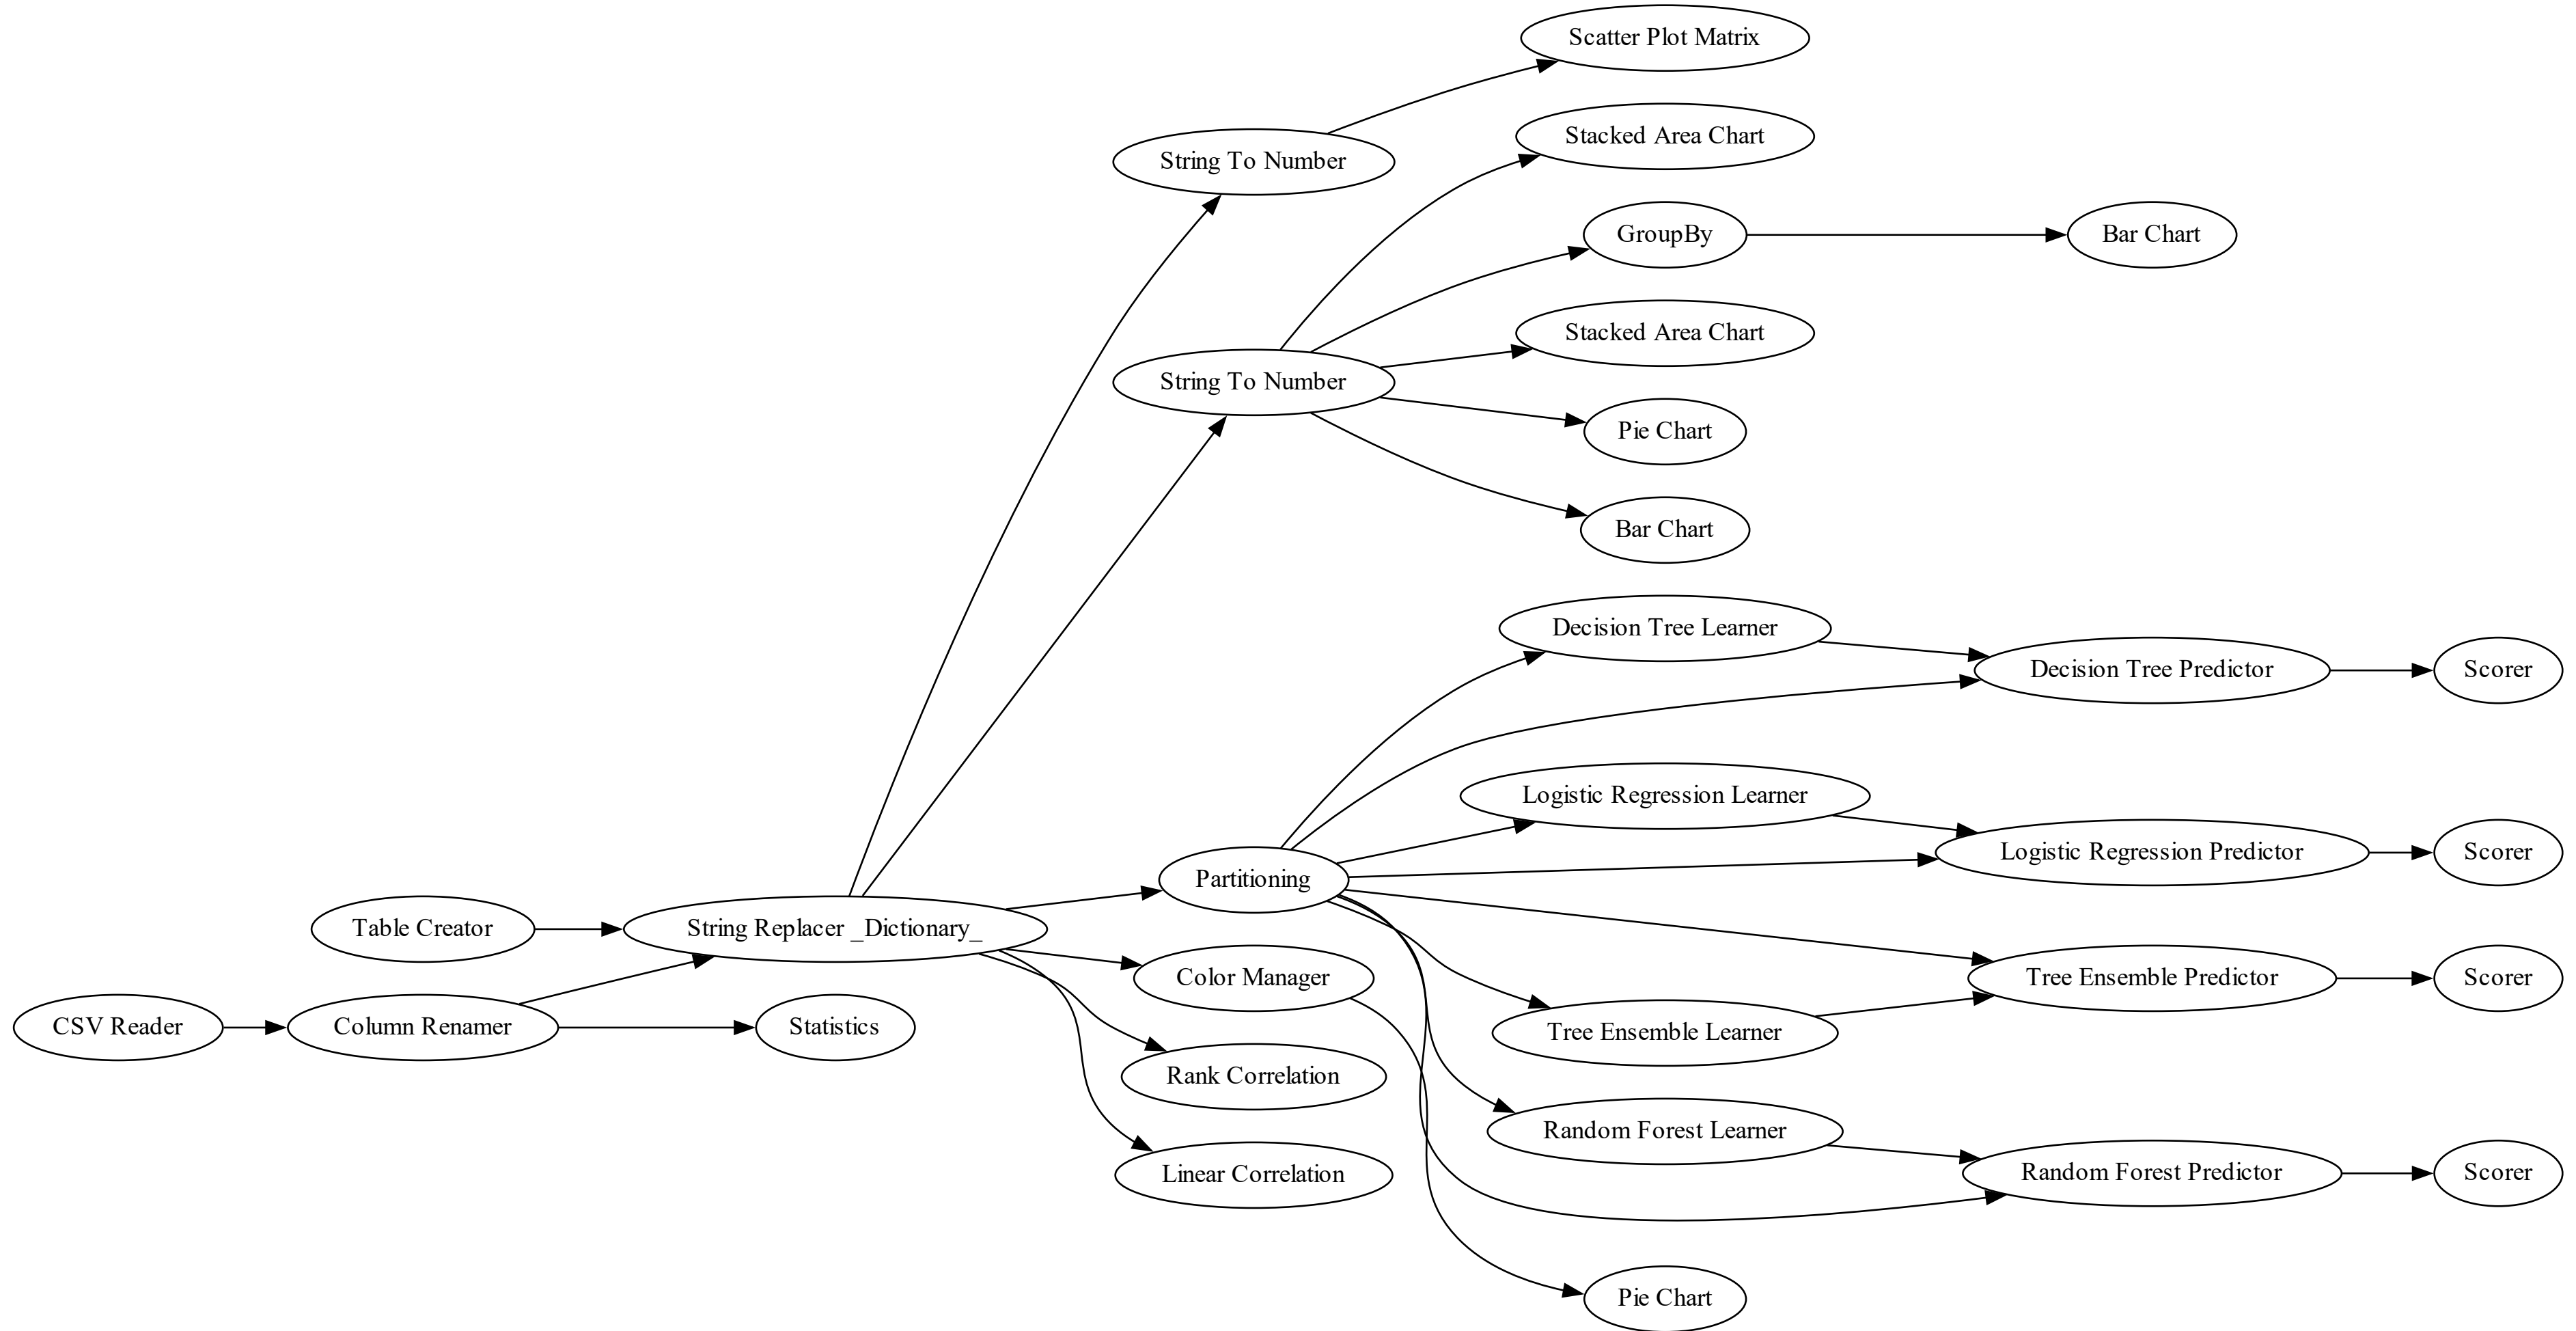 Scatter Plot Matrix
Stacked Area Chart
String To Number
GroupBy
Bar Chart
Stacked Area Chart
String To Number
Pie Chart
Bar Chart
Decision Tree Learner
Decision Tree Predictor
Scorer
Logistic Regression Learner
Logistic Regression Predictor
Scorer
Partitioning
Table Creator
String Replacer _Dictionary_
Color Manager
Tree Ensemble Predictor
Scorer
CSV Reader
Column Renamer
Statistics
Tree Ensemble Learner
Rank Correlation
Random Forest Learner
Linear Correlation
Random Forest Predictor
Scorer
Pie Chart